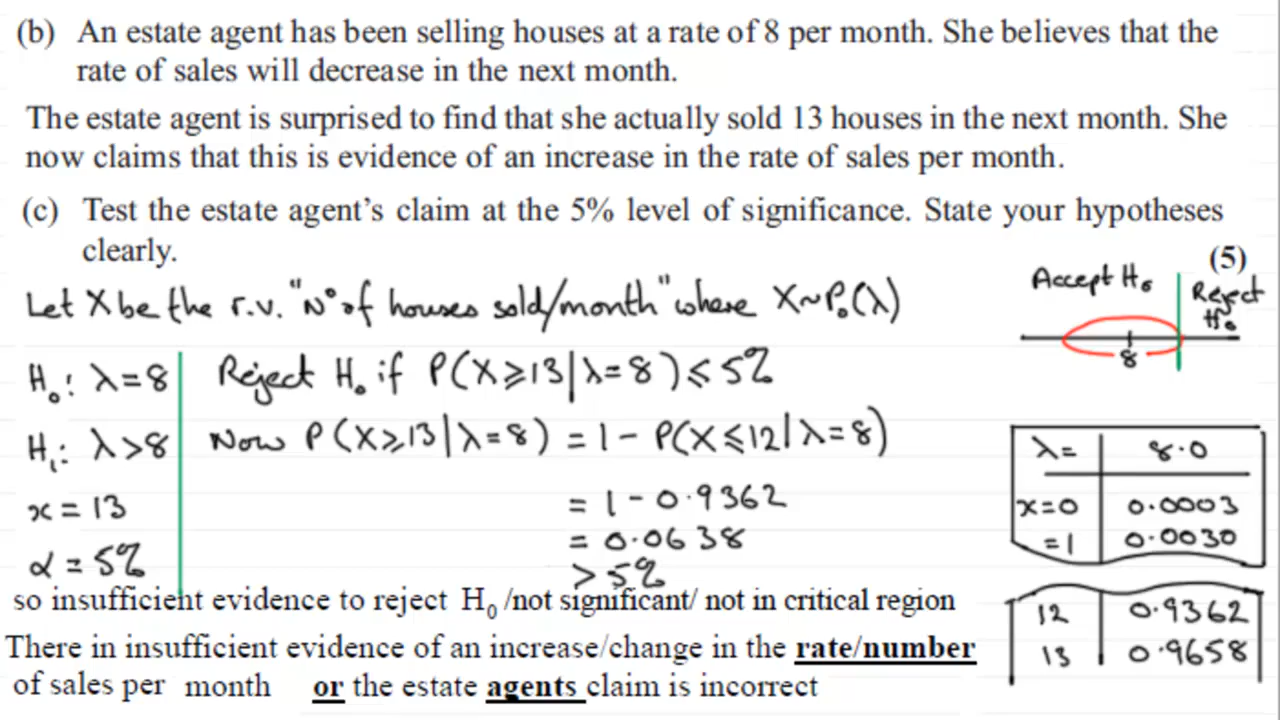 (b) An estate agent has been selling houses at a rate of 8 per month. She believes that the
rate of sales will decrease in the next month.
The estate agent is surprised to find that she actually sold 13 houses in the next month. She
now claims that this is evidence of an increase in the rate of sales per month.
(c) Test the estate agent's claim at the 5% level of significance. State your hypotheses
clearly.
(5)
Let X be the r.v. "Nº of houses sold/month" where X~P₀(λ)
Accept H₀
Reject
H₀
8
H₀: λ=8
Reject H₀ if P(X≥13|λ=8)≤5%
H₁: λ>8
Now P(X≥13|λ=8) = 1 - P(X≤12|λ=8)
x = 13
= 1 - 0.9362
= 0.0638
α = 5%
> 5%
λ= 8.0
x=0 0.0003
=1 0.0030
12 0.9362
13 0.9658
so insufficient evidence to reject H₀ /not significant/ not in critical region
There in insufficient evidence of an increase/change in the rate/number
of sales per month or the estate agents claim is incorrect